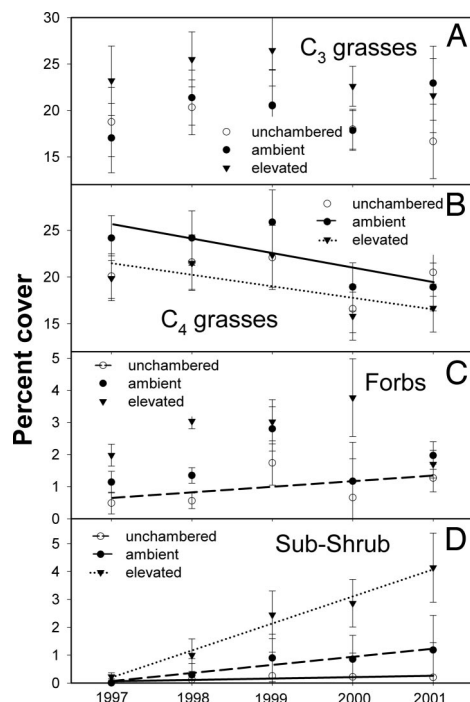 A
30
25
20
15
C3 grasses
unchambered
ambient
elevated
B
25
20
15
unchambered
ambient
elevated
C4 grasses
C
5
4
3
2
1
0
unchambered
ambient
elevated
Forbs
D
5
4
3
2
1
0
unchambered
ambient
elevated
Sub-Shrub
1997
1998
1999
2000
2001
Percent cover